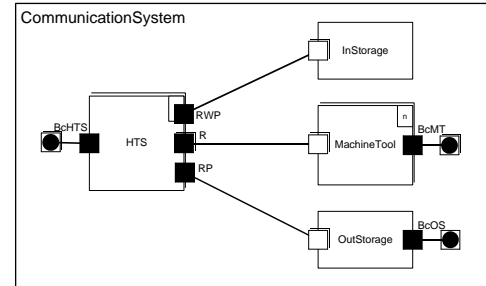 CommunicationSystem
InStorage
RWP
BcHTS
HTS
R
MachineTool
n
BcMT
RP
OutStorage
BcOS